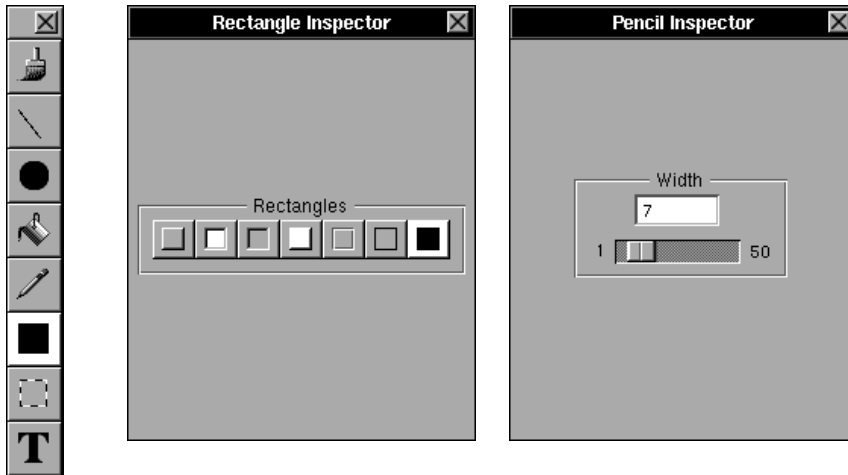 Rectangle Inspector
Rectangles
Pencil Inspector
Width
7
1 50
T